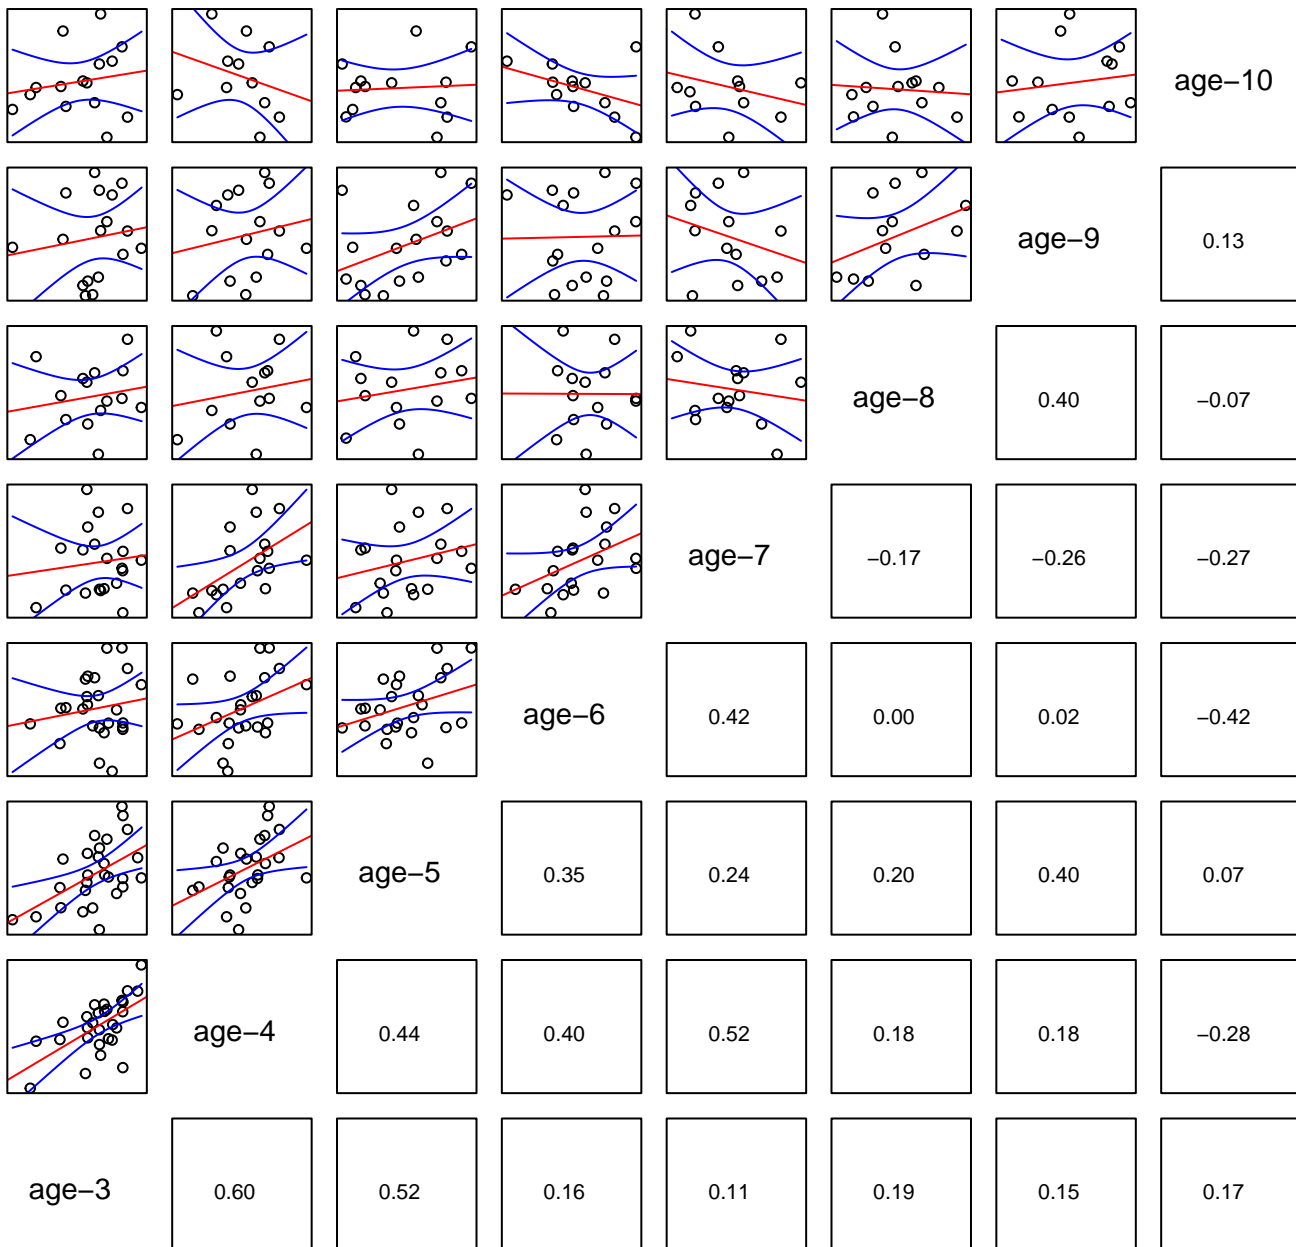 age−10
age−9 0.13
age−8 0.40 −0.07
age−7 −0.17 −0.26 −0.27
age−6 0.42 0.00 0.02 −0.42
age−5 0.35 0.24 0.20 0.40 0.07
age−4 0.44 0.40 0.52 0.18 0.18 −0.28
age−3 0.60 0.52 0.16 0.11 0.19 0.15 0.17